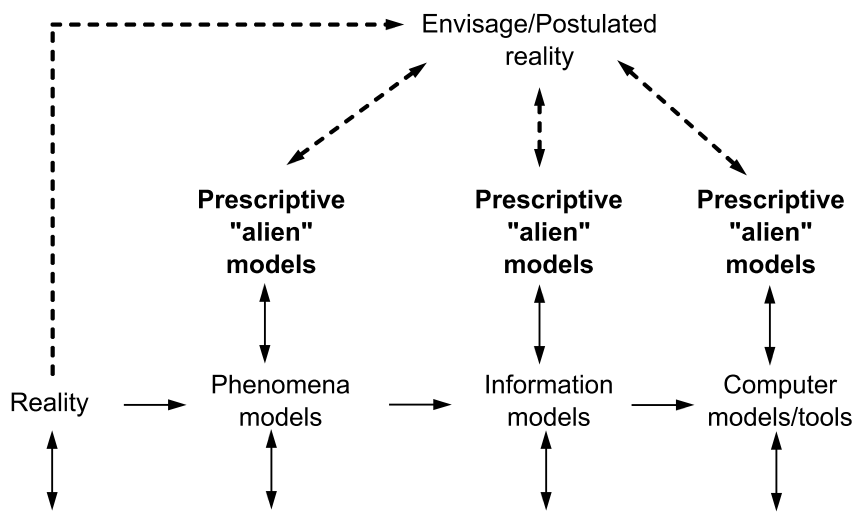 Envisage/Postulated
reality
Prescriptive
"alien"
models
Prescriptive
"alien"
models
Prescriptive
"alien"
models
Reality
Phenomena
models
Information
models
Computer
models/tools